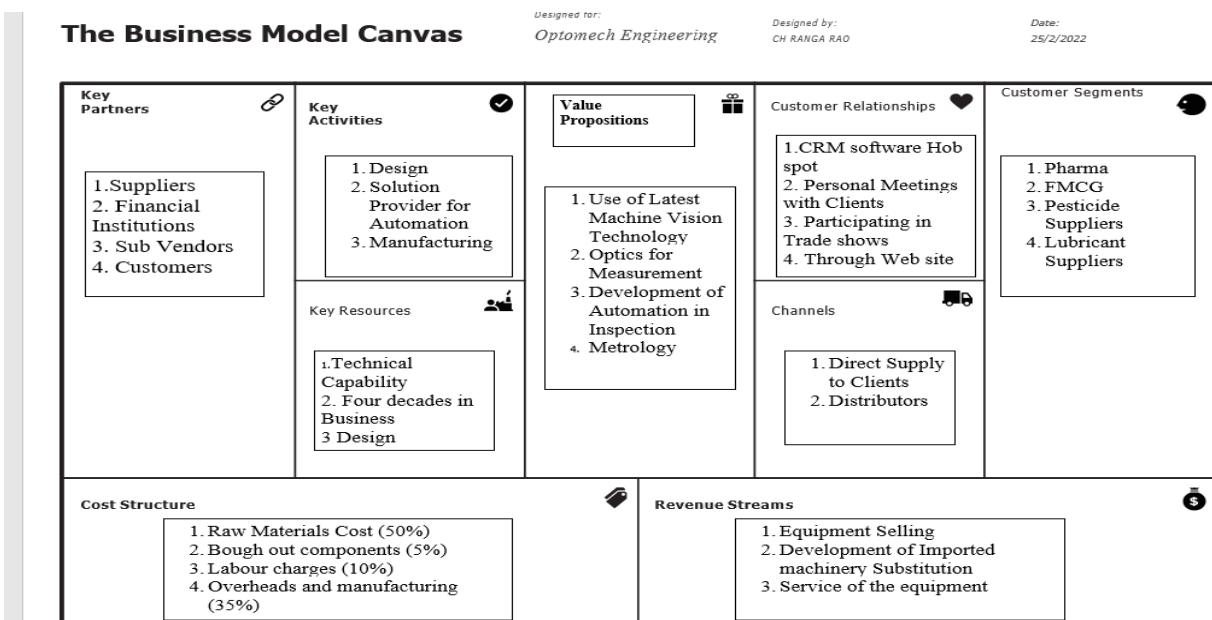 The Business Model Canvas
Designed for:
Optomech Engineering
Designed by:
CH RANGA RAO
Date:
25/2/2022
Key
Partners
1.Suppliers
2. Financial
Institutions
3. Sub Vendors
4. Customers
Key
Activities
1. Design
2. Solution
Provider for
Automation
3. Manufacturing
Key Resources
1.Technical
Capability
2. Four decades in
Business
3 Design
Value
Propositions
1. Use of Latest
Machine Vision
Technology
2. Optics for
Measurement
3. Development of
Automation in
Inspection
4. Metrology
Customer Relationships
1.CRM software Hob
spot
2. Personal Meetings
with Clients
3. Participating in
Trade shows
4. Through Web site
Channels
1. Direct Supply
to Clients
2. Distributors
Customer Segments
1. Pharma
2. FMCG
3. Pesticide
Suppliers
4. Lubricant
Suppliers
Cost Structure
1. Raw Materials Cost (50%)
2. Bough out components (5%)
3. Labour charges (10%)
4. Overheads and manufacturing
(35%)
Revenue Streams
1. Equipment Selling
2. Development of Imported
machinery Substitution
3. Service of the equipment